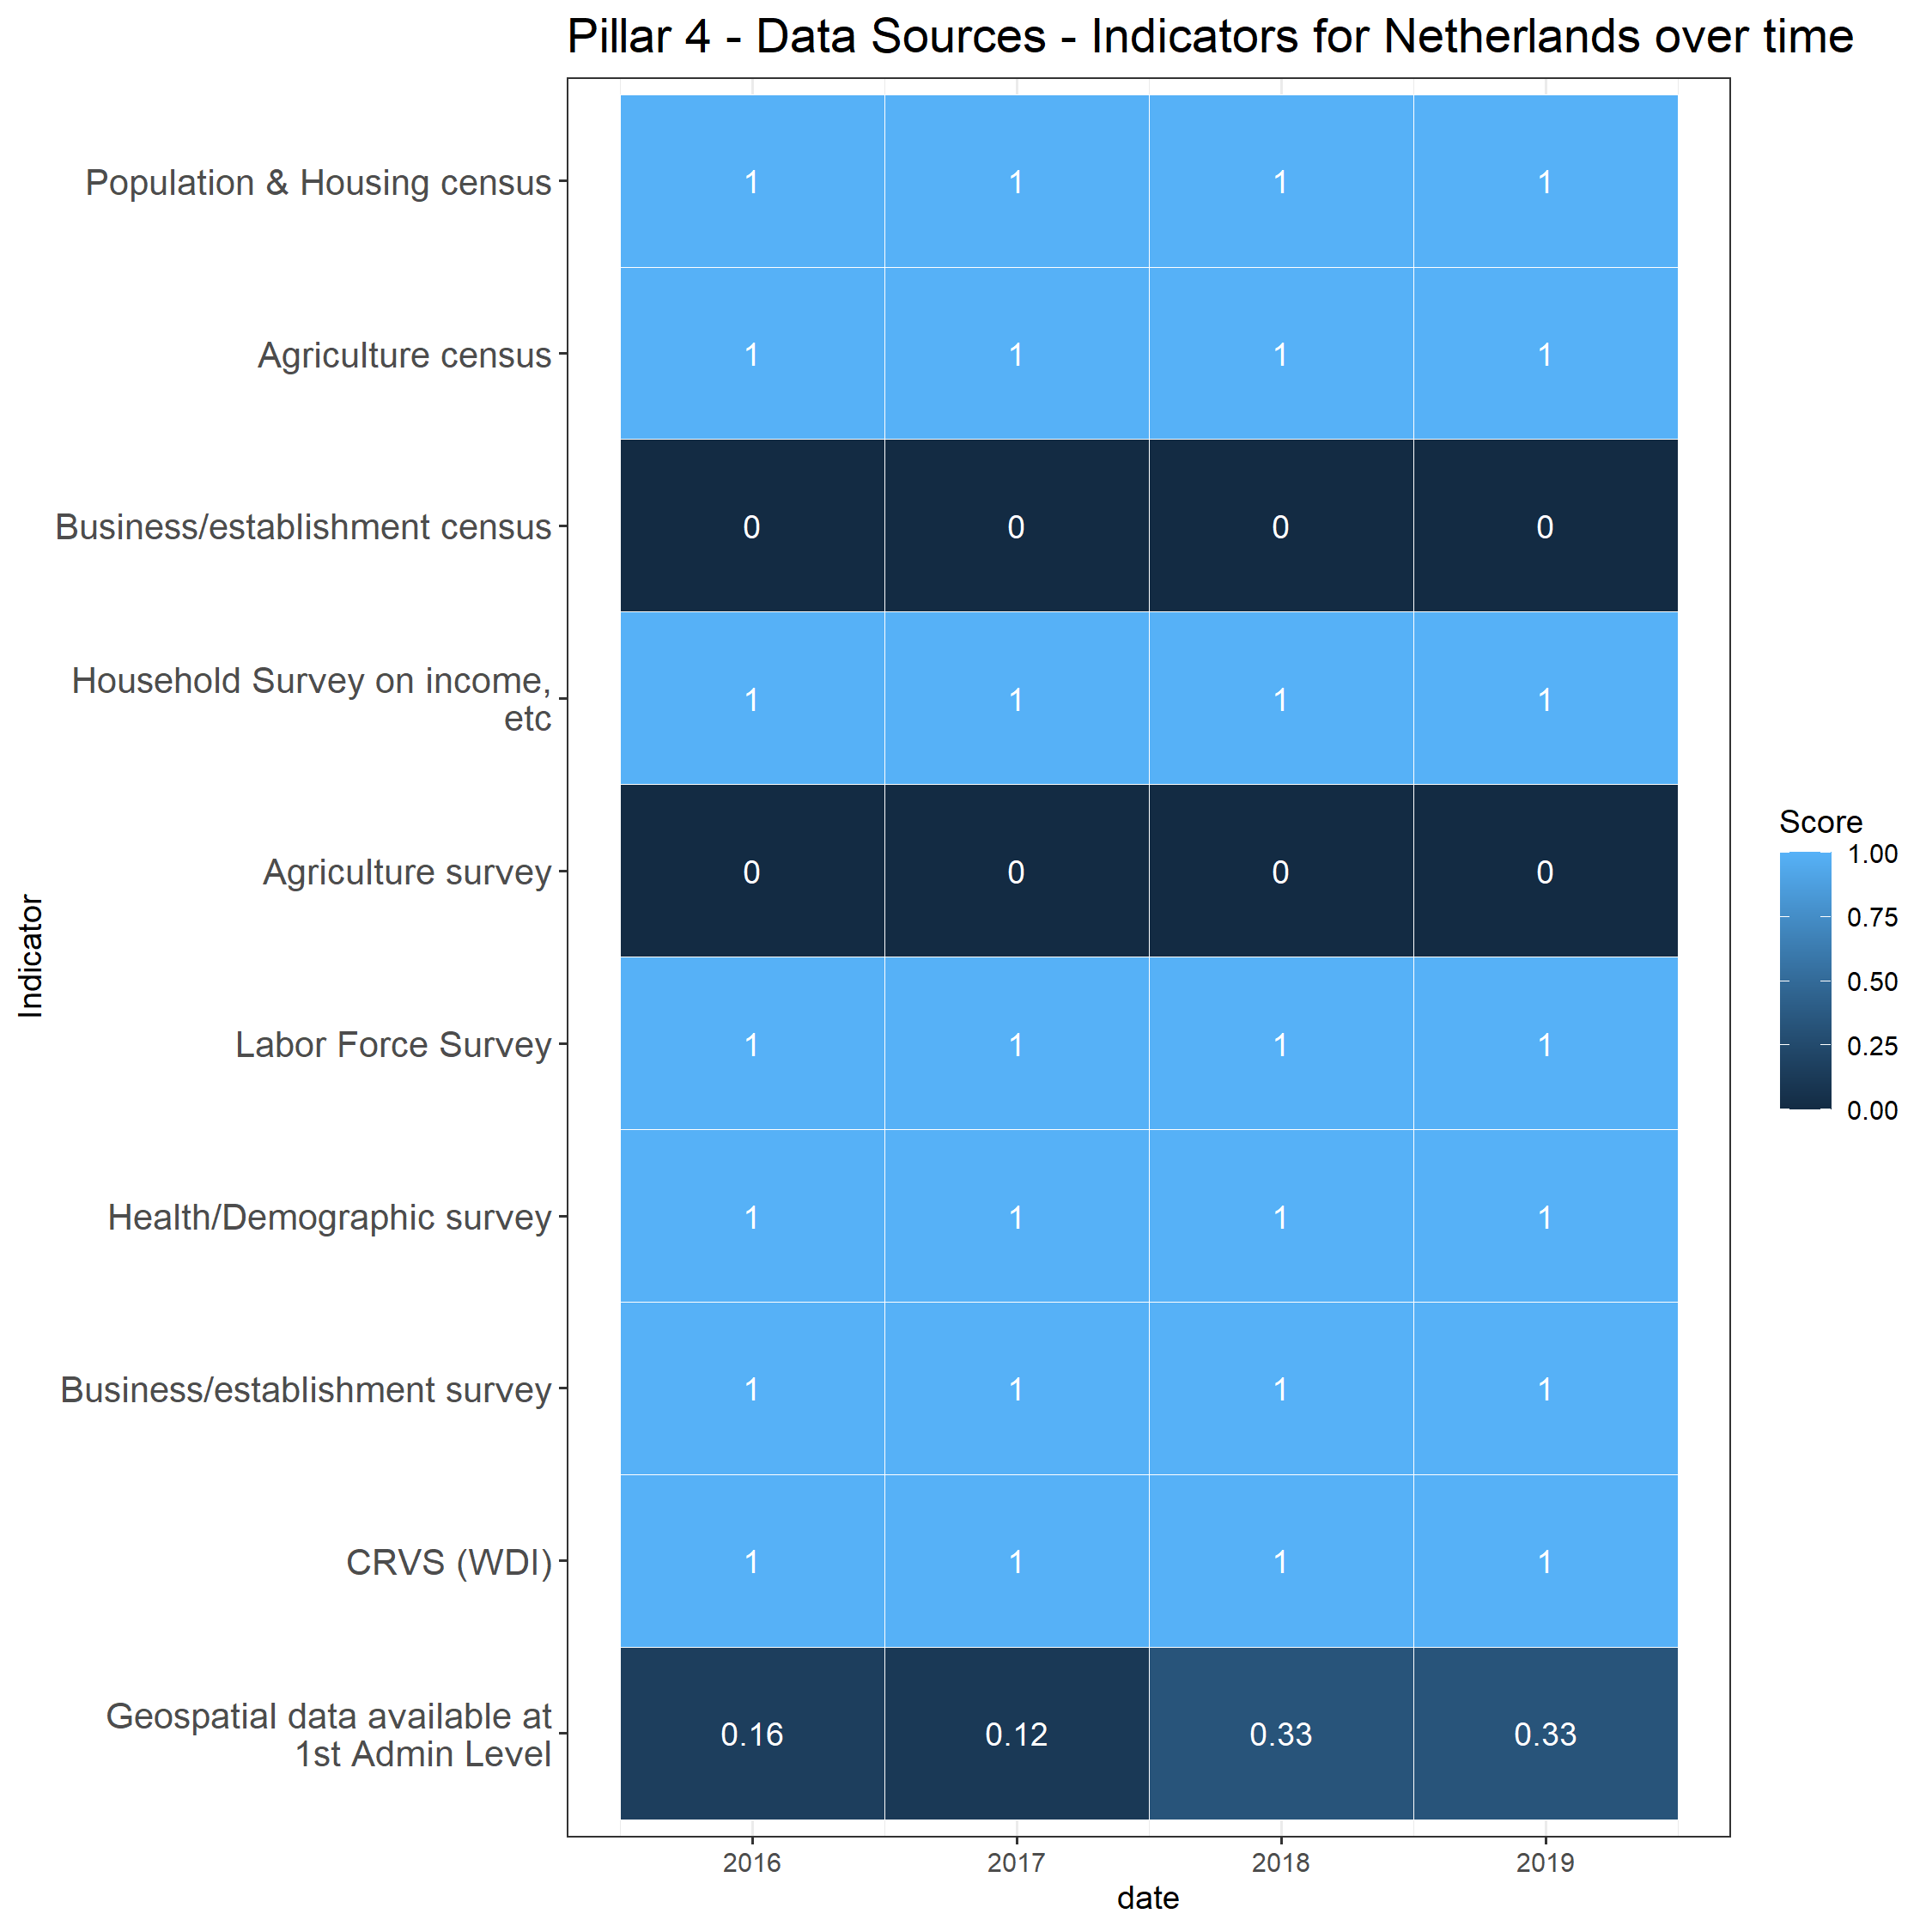 Pillar 4 - Data Sources - Indicators for Netherlands over time
Indicator
Population & Housing census
1 1 1 1
Agriculture census
1 1 1 1
Business/establishment census
0 0 0 0
Household Survey on income,
etc
1 1 1 1
Agriculture survey
0 0 0 0
Labor Force Survey
1 1 1 1
Health/Demographic survey
1 1 1 1
Business/establishment survey
1 1 1 1
CRVS (WDI)
1 1 1 1
Geospatial data available at
1st Admin Level
0.16 0.12 0.33 0.33
2016 2017 2018 2019
date
Score
1.00
0.75
0.50
0.25
0.00